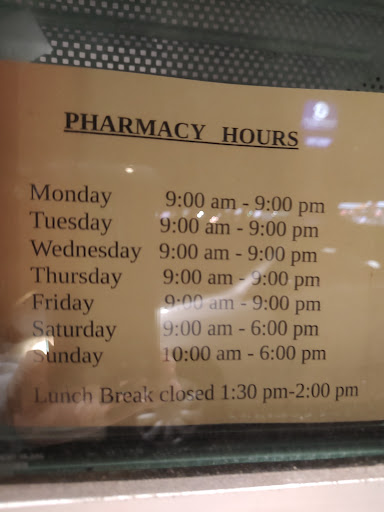 PHARMACY HOURS
Monday 9:00 am - 9:00 pm
Tuesday 9:00 am - 9:00 pm
Wednesday 9:00 am - 9:00 pm
Thursday 9:00 am - 9:00 pm
Friday 9:00 am - 9:00 pm
Saturday 9:00 am - 6:00 pm
Sunday 10:00 am - 6:00 pm
Lunch Break closed 1:30 pm-2:00 pm